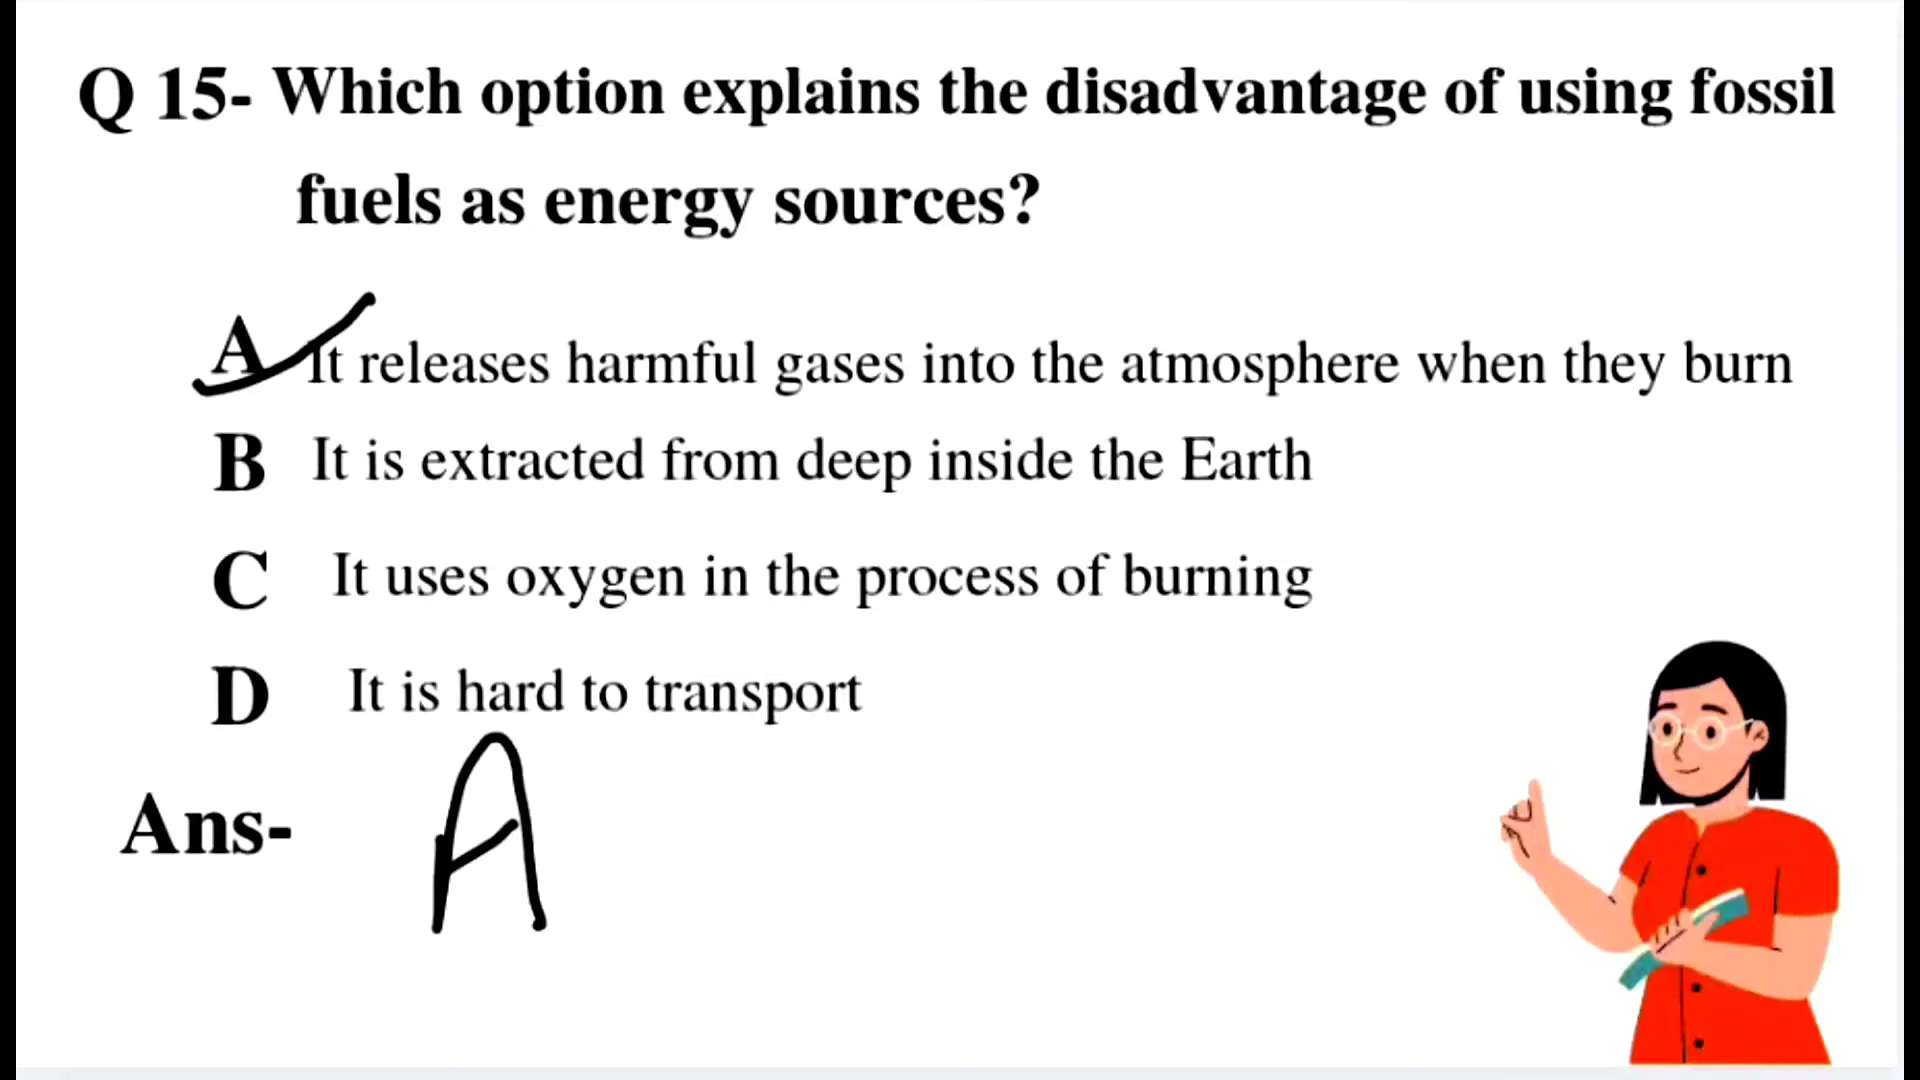 Q 15- Which option explains the disadvantage of using fossil
fuels as energy sources?
A It releases harmful gases into the atmosphere when they burn
B It is extracted from deep inside the Earth
C It uses oxygen in the process of burning
D It is hard to transport
Ans- A